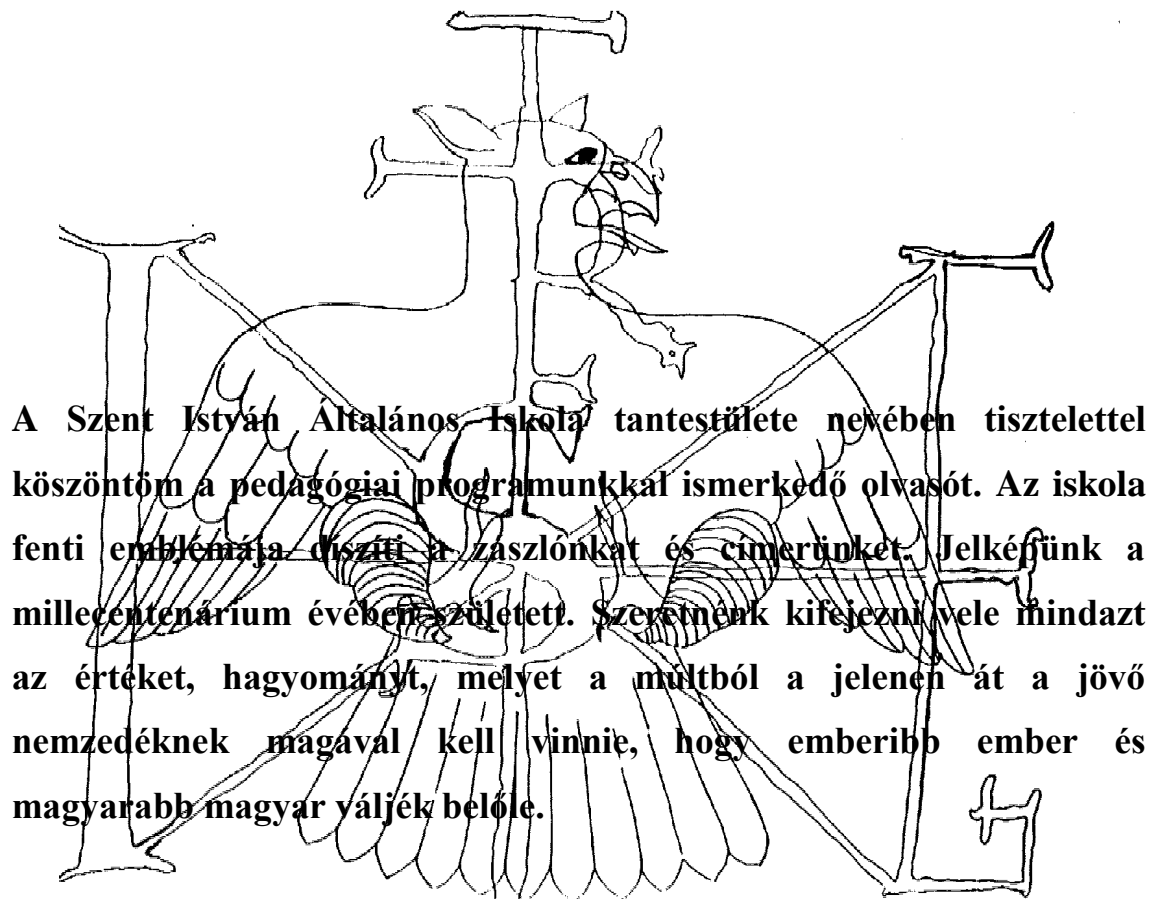 A Szent István Általános Iskola tantestülete nevében tisztelettel
köszöntöm a pedagógiai programunkkal ismerkedő olvasót. Az iskola
fenti emblémája díszíti a zászlónkat és címerünket. Jelképünk a
millecentenárium évében született. Szeretnénk kifejezni vele mindazt
az értéket, hagyományt, melyet a múltból a jelenen át a jövő
nemzedéknek magával kell vinnie, hogy emberibb ember és
magyarabb magyar váljék belőle.